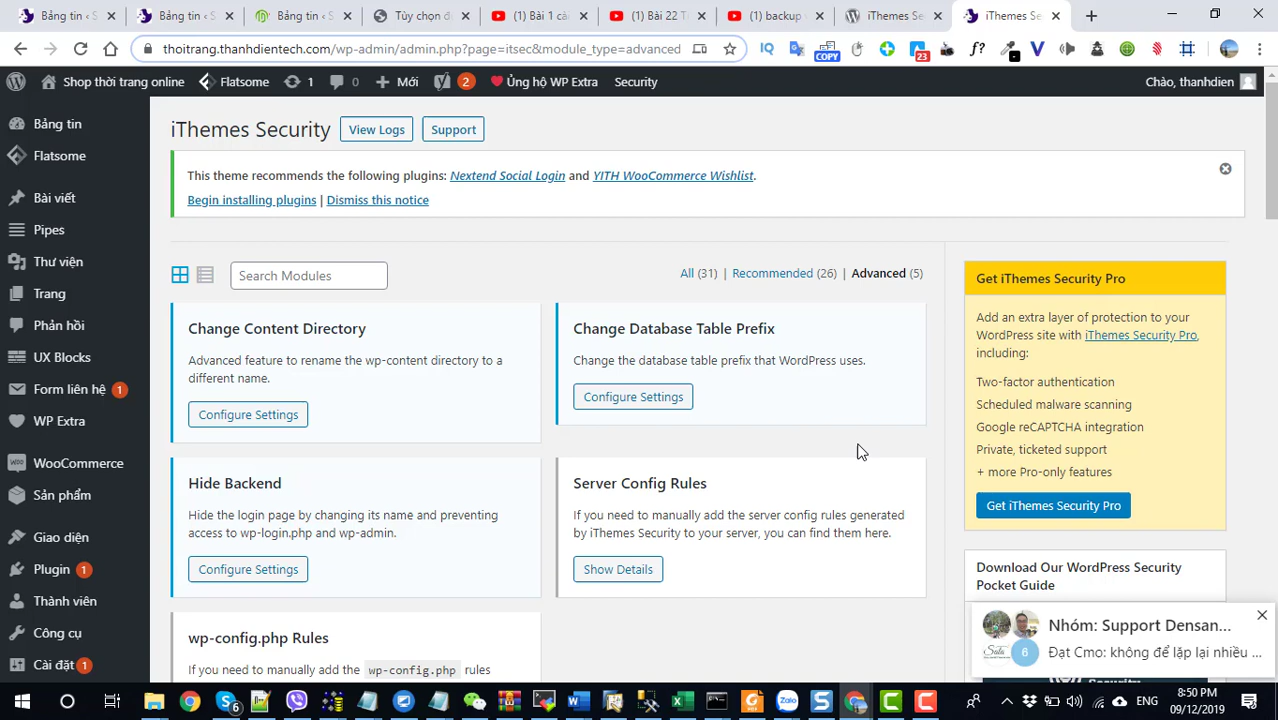 Bảng tin ‹ S
Bảng tin ‹ S
Bảng tin ‹ S
Tùy chọn đi
(1) Bài 1 cài
(1) Bài 22 T
(1) backup v
iThemes Se
iThemes Se
thoitrang.thanhdientech.com/wp-admin/admin.php?page=itsec&module_type=advanced
IQ
COPY
23
f?
V
Shop thời trang online
Flatsome
1
0
Mới
2
Ủng hộ WP Extra
Security
Chào, thanhdien
Bảng tin
Flatsome
Bài viết
Pipes
Thư viện
Trang
Phản hồi
UX Blocks
Form liên hệ 1
WP Extra
WooCommerce
Sản phẩm
Giao diện
Plugin 1
Thành viên
Công cụ
Cài đặt 1
iThemes Security
View Logs
Support
This theme recommends the following plugins: Nextend Social Login and YITH WooCommerce Wishlist.
Begin installing plugins | Dismiss this notice
Search Modules
All (31) | Recommended (26) | Advanced (5)
Change Content Directory
Advanced feature to rename the wp-content directory to a
different name.
Configure Settings
Change Database Table Prefix
Change the database table prefix that WordPress uses.
Configure Settings
Hide Backend
Hide the login page by changing its name and preventing
access to wp-login.php and wp-admin.
Configure Settings
Server Config Rules
If you need to manually add the server config rules generated
by iThemes Security to your server, you can find them here.
Show Details
wp-config.php Rules
If you need to manually add the wp-config.php rules
Get iThemes Security Pro
Add an extra layer of protection to your
WordPress site with iThemes Security Pro,
including:
Two-factor authentication
Scheduled malware scanning
Google reCAPTCHA integration
Private, ticketed support
+ more Pro-only features
Get iThemes Security Pro
Download Our WordPress Security
Pocket Guide
Nhóm: Support Densan...
6
Đạt Cmo: không để lặp lại nhiều ...
6
Zalo
ENG
8:50 PM
09/12/2019